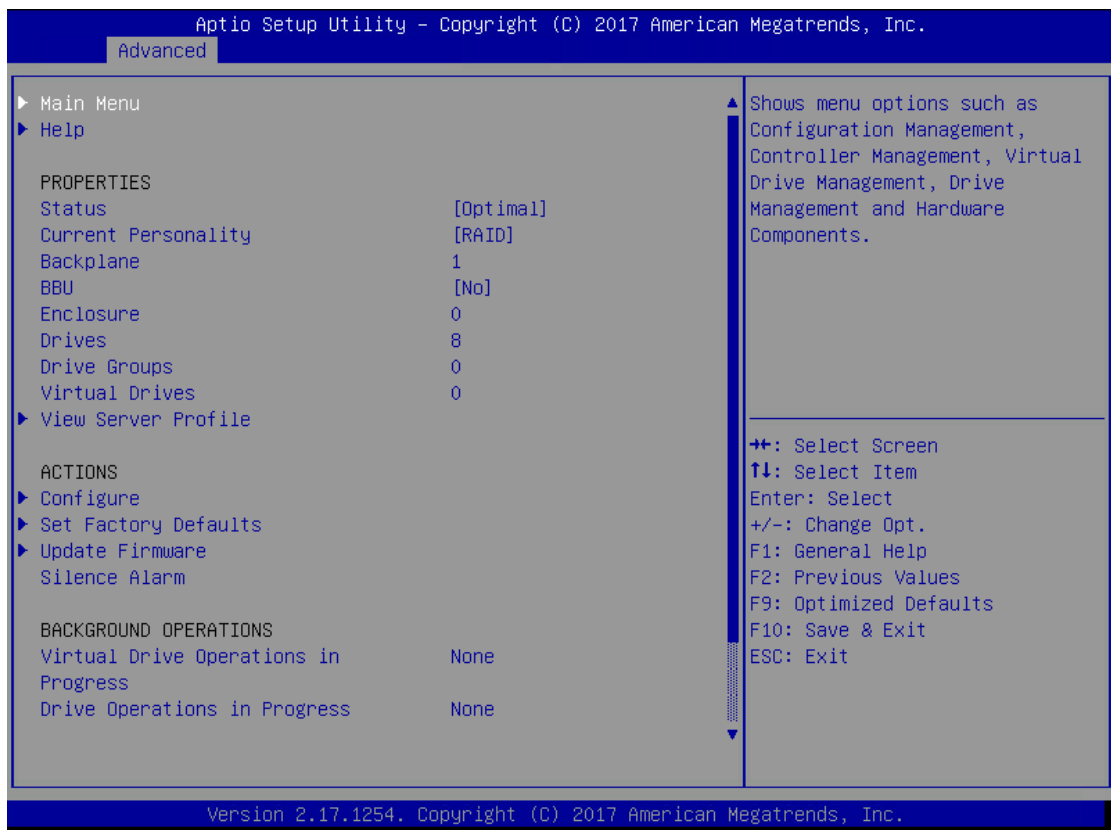 Aptio Setup Utility – Copyright (C) 2017 American Megatrends, Inc.
Advanced
Main Menu
Help
PROPERTIES
Status [Optimal]
Current Personality [RAID]
Backplane 1
BBU [No]
Enclosure 0
Drives 8
Drive Groups 0
Virtual Drives 0
View Server Profile
ACTIONS
Configure
Set Factory Defaults
Update Firmware
Silence Alarm
BACKGROUND OPERATIONS
Virtual Drive Operations in None
Progress
Drive Operations in Progress None
Shows menu options such as
Configuration Management,
Controller Management, Virtual
Drive Management, Drive
Management and Hardware
Components.
→←: Select Screen
↑↓: Select Item
Enter: Select
+/-: Change Opt.
F1: General Help
F2: Previous Values
F9: Optimized Defaults
F10: Save & Exit
ESC: Exit
Version 2.17.1254. Copyright (C) 2017 American Megatrends, Inc.